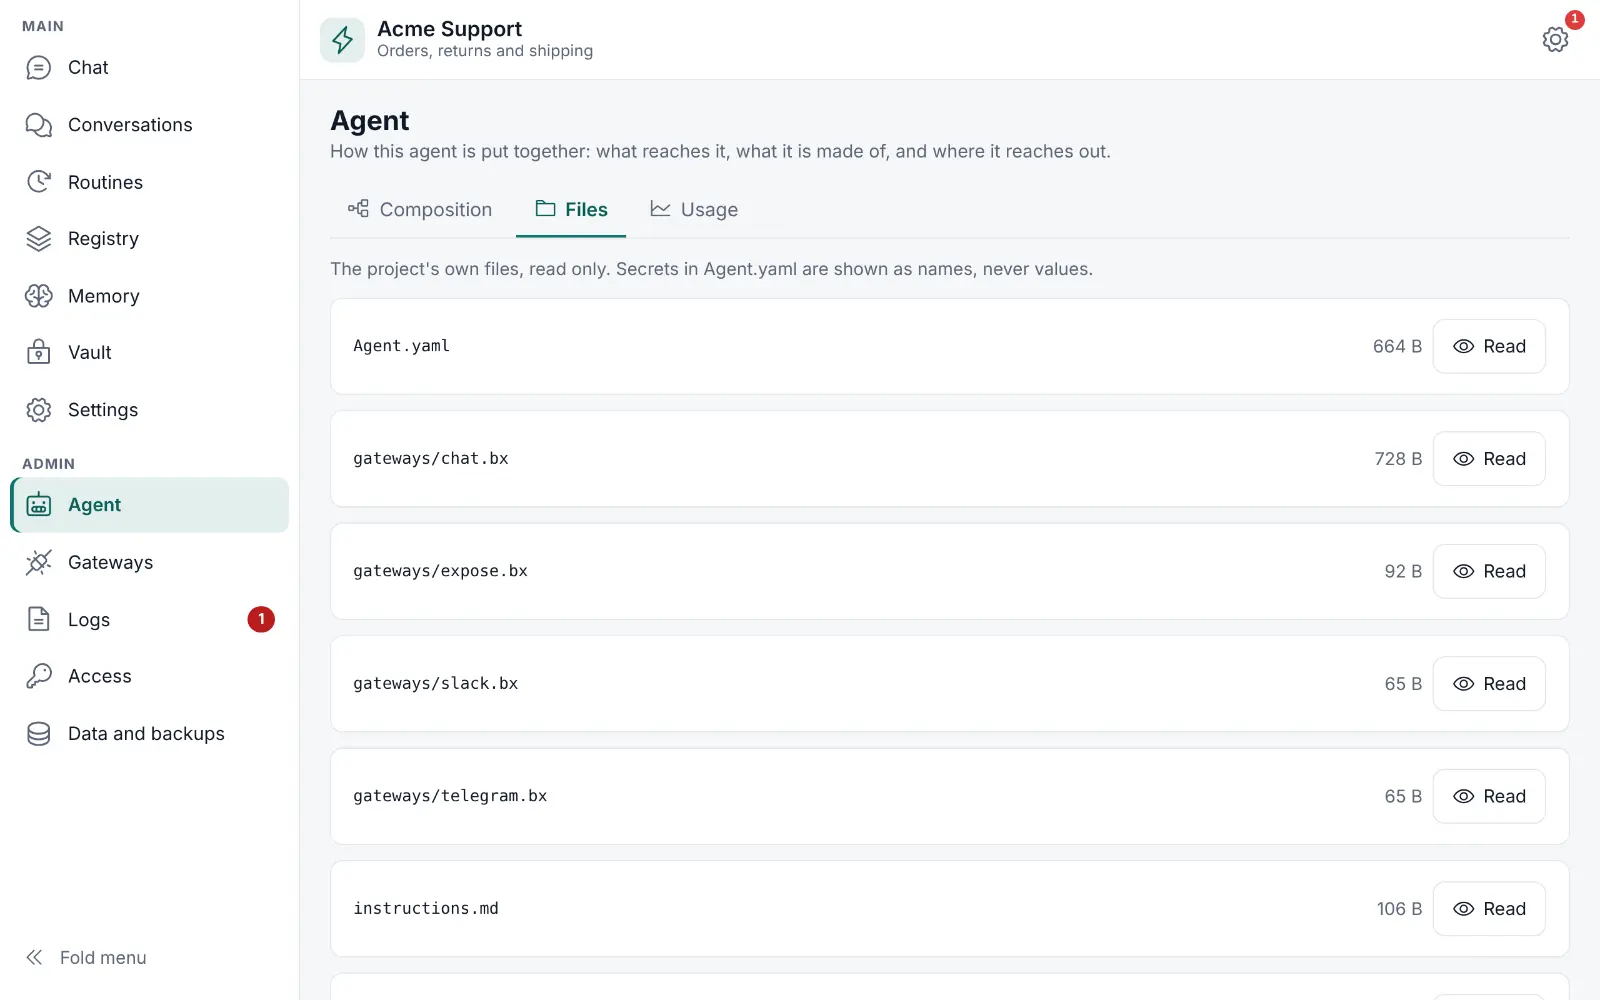 MAIN
Chat
Conversations
Routines
Registry
Memory
Vault
Settings
ADMIN
Agent
Gateways
Logs 1
Access
Data and backups
Fold menu
Acme Support
Orders, returns and shipping
1
Agent
How this agent is put together: what reaches it, what it is made of, and where it reaches out.
Composition Files Usage
The project's own files, read only. Secrets in Agent.yaml are shown as names, never values.
Agent.yaml 664 B Read
gateways/chat.bx 728 B Read
gateways/expose.bx 92 B Read
gateways/slack.bx 65 B Read
gateways/telegram.bx 65 B Read
instructions.md 106 B Read